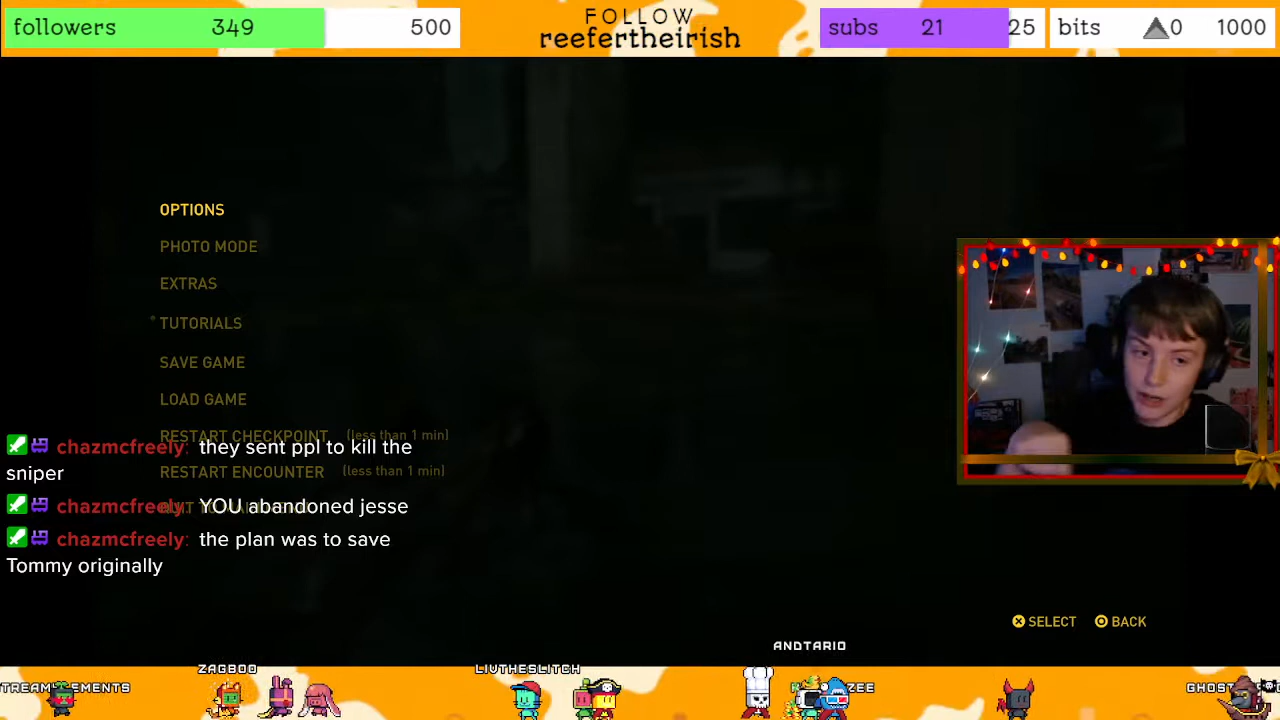 followers 349 500
FOLLOW
reefertheirish
subs 21 25
bits 0 1000
OPTIONS
PHOTO MODE
EXTRAS
TUTORIALS
SAVE GAME
LOAD GAME
RESTART CHECKPOINT (less than 1 min)
chazmcfreely: they sent ppl to kill the
sniper
RESTART ENCOUNTER (less than 1 min)
chazmcfreely: YOU abandoned jesse
chazmcfreely: the plan was to save
Tommy originally
SELECT BACK
ANDTARIO
ZAGBOO
LIVTHESLITCH